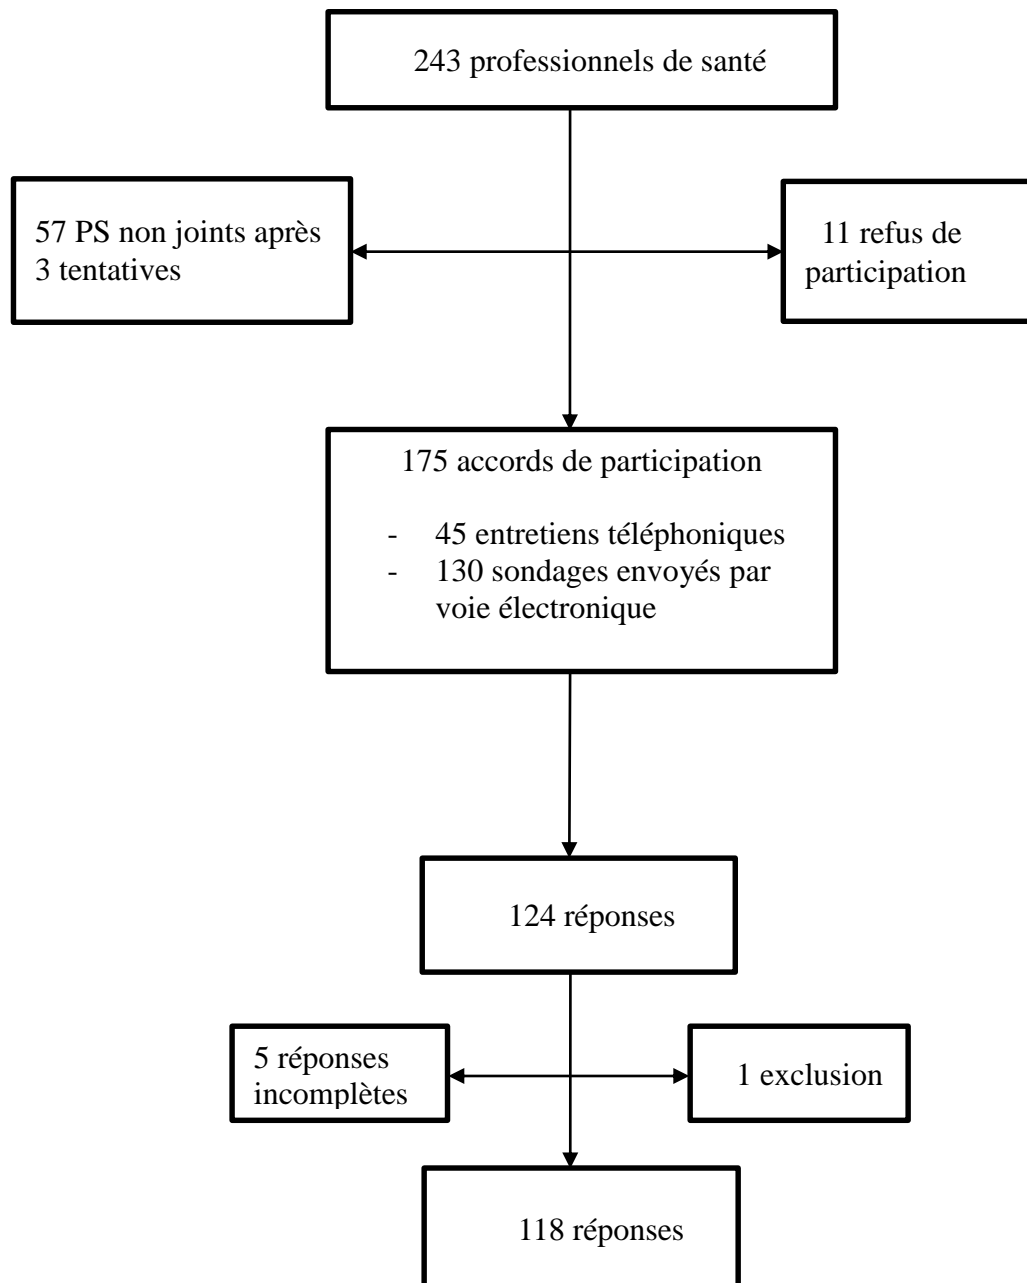 243 professionnels de santé
57 PS non joints après
3 tentatives
11 refus de
participation
175 accords de participation
- 45 entretiens téléphoniques
- 130 sondages envoyés par
voie électronique
124 réponses
5 réponses
incomplètes
1 exclusion
118 réponses